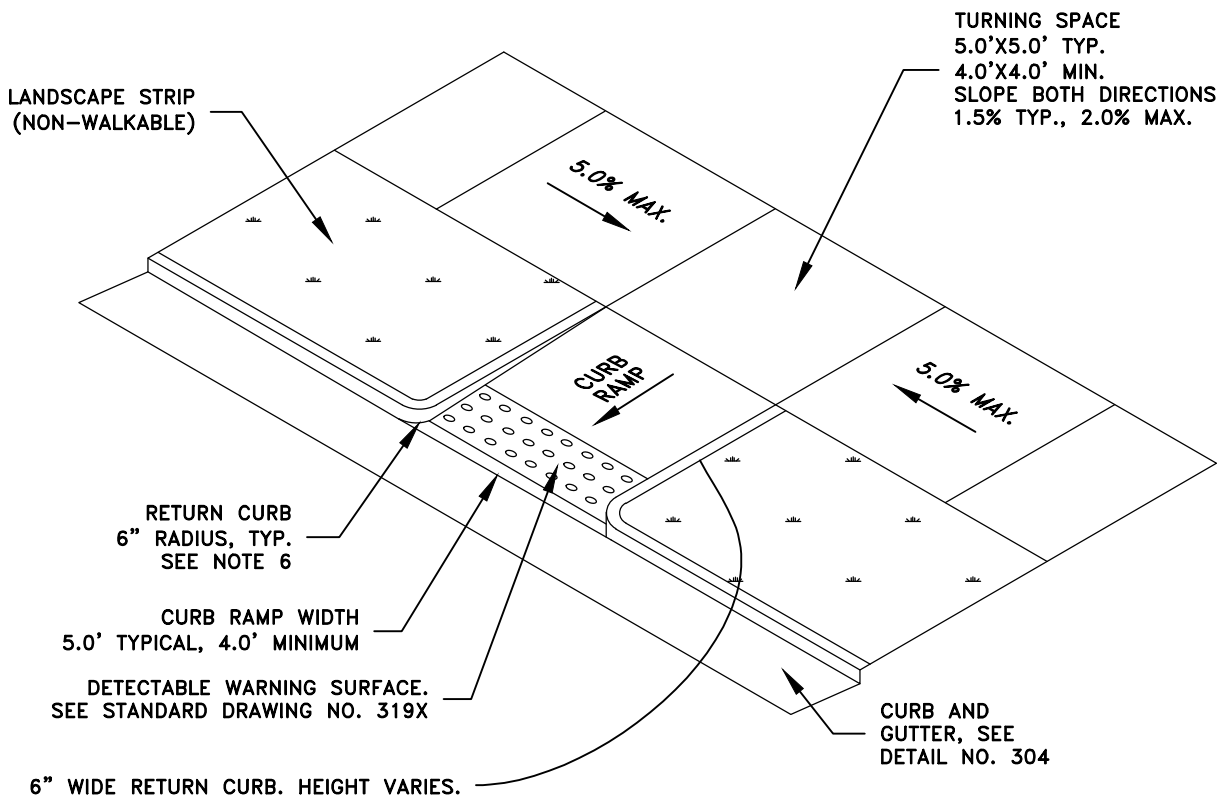 TURNING SPACE
5.0'X5.0' TYP.
4.0'X4.0' MIN.
SLOPE BOTH DIRECTIONS
1.5% TYP., 2.0% MAX.
LANDSCAPE STRIP
(NON-WALKABLE)
5.0% MAX.
CURB
RAMP
5.0% MAX.
RETURN CURB
6" RADIUS, TYP.
SEE NOTE 6
CURB RAMP WIDTH
5.0' TYPICAL, 4.0' MINIMUM
DETECTABLE WARNING SURFACE.
SEE STANDARD DRAWING NO. 319X
CURB AND
GUTTER, SEE
DETAIL NO. 304
6" WIDE RETURN CURB. HEIGHT VARIES.